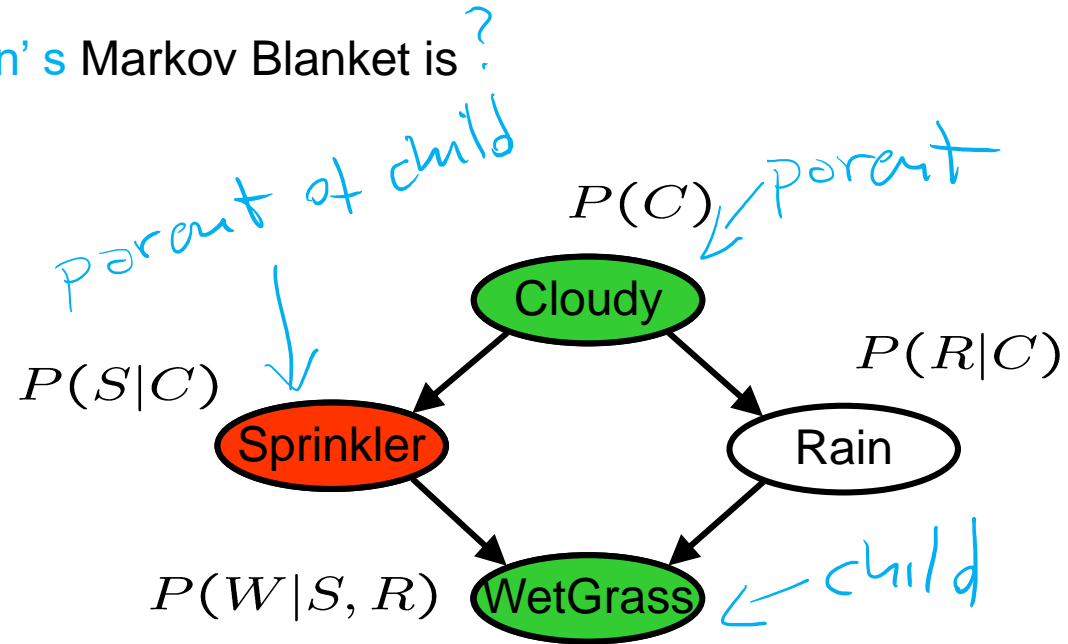 n's Markov Blanket is ?
parent of child
parent
P(C)
Cloudy
P(R|C)
P(S|C)
Sprinkler
Rain
P(W|S, R)
WetGrass
child